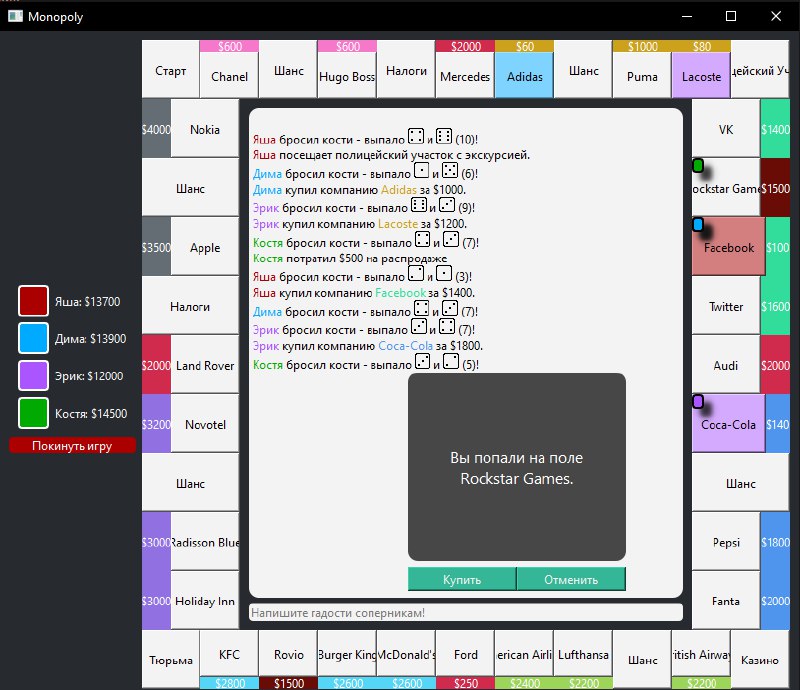 Monopoly
$600
$600
$2000
$60
$1000
$80
Старт
Chanel
Шанс
Hugo Boss
Налоги
Mercedes
Adidas
Шанс
Puma
Lacoste
цейский Уч
$4000
Nokia
VK
$1400
Шанс
ockstar Game
$1500
$3500
Apple
Facebook
$100
Налоги
Twitter
$1600
$2000
Land Rover
Audi
$2000
$3200
Novotel
Coca-Cola
$140
Шанс
Шанс
$3000
Radisson Blue
Pepsi
$1800
$3000
Holiday Inn
Fanta
$2000
Яша: $13700
Дима: $13900
Эрик: $12000
Костя: $14500
Покинуть игру
Яша бросил кости - выпало и (10)!
Яша посещает полицейский участок с экскурсией.
Дима бросил кости - выпало и (6)!
Дима купил компанию Adidas за $1000.
Эрик бросил кости - выпало и (9)!
Эрик купил компанию Lacoste за $1200.
Костя бросил кости - выпало и (7)!
Костя потратил $500 на распродаже
Яша бросил кости - выпало и (3)!
Яша купил компанию Facebook за $1400.
Дима бросил кости - выпало и (7)!
Эрик бросил кости - выпало и (7)!
Эрик купил компанию Coca-Cola за $1800.
Костя бросил кости - выпало и (5)!
Вы попали на поле
Rockstar Games.
Купить
Отменить
Напишите гадости соперникам!
Тюрьма
KFC
Rovio
Burger King
McDonald's
Ford
erican Airli
Lufthansa
Шанс
ritish Airway
Казино
$2800
$1500
$2600
$2600
$250
$2400
$2200
$2200